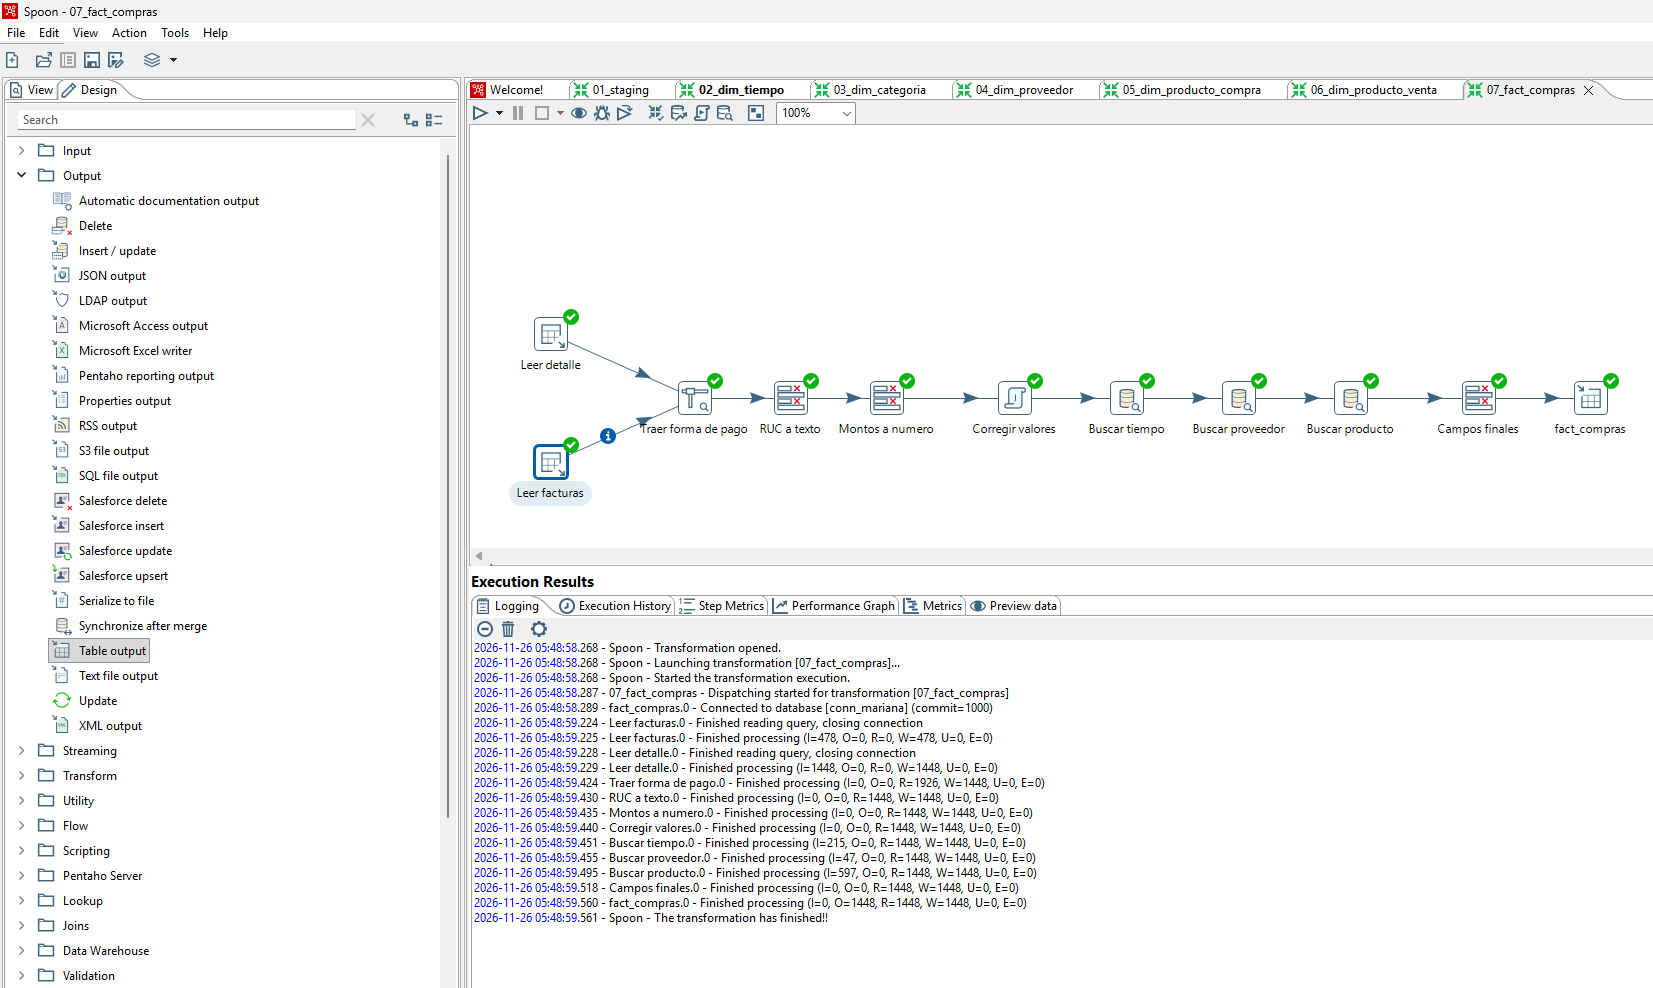 Spoon - 07_fact_compras
File Edit View Action Tools Help
View Design
Search
Input
Output
Automatic documentation output
Delete
Insert / update
JSON output
LDAP output
Microsoft Access output
Microsoft Excel writer
Pentaho reporting output
Properties output
RSS output
S3 file output
SQL file output
Salesforce delete
Salesforce insert
Salesforce update
Salesforce upsert
Serialize to file
Synchronize after merge
Table output
Text file output
Update
XML output
Streaming
Transform
Utility
Flow
Scripting
Pentaho Server
Lookup
Joins
Data Warehouse
Validation
Welcome! 01_staging 02_dim_tiempo 03_dim_categoria 04_dim_proveedor 05_dim_producto_compra 06_dim_producto_venta 07_fact_compras
100%
Leer detalle
Traer forma de pago RUC a texto Montos a numero Corregir valores Buscar tiempo Buscar proveedor Buscar producto Campos finales fact_compras
Leer facturas
Execution Results
Logging Execution History Step Metrics Performance Graph Metrics Preview data
2026-11-26 05:48:58.268 - Spoon - Transformation opened.
2026-11-26 05:48:58.268 - Spoon - Launching transformation [07_fact_compras]...
2026-11-26 05:48:58.268 - Spoon - Started the transformation execution.
2026-11-26 05:48:58.287 - 07_fact_compras - Dispatching started for transformation [07_fact_compras]
2026-11-26 05:48:58.289 - fact_compras.0 - Connected to database [conn_mariana] (commit=1000)
2026-11-26 05:48:59.224 - Leer facturas.0 - Finished reading query, closing connection
2026-11-26 05:48:59.225 - Leer facturas.0 - Finished processing (I=478, O=0, R=0, W=478, U=0, E=0)
2026-11-26 05:48:59.228 - Leer detalle.0 - Finished reading query, closing connection
2026-11-26 05:48:59.229 - Leer detalle.0 - Finished processing (I=1448, O=0, R=0, W=1448, U=0, E=0)
2026-11-26 05:48:59.424 - Traer forma de pago.0 - Finished processing (I=0, O=0, R=1926, W=1448, U=0, E=0)
2026-11-26 05:48:59.430 - RUC a texto.0 - Finished processing (I=0, O=0, R=1448, W=1448, U=0, E=0)
2026-11-26 05:48:59.435 - Montos a numero.0 - Finished processing (I=0, O=0, R=1448, W=1448, U=0, E=0)
2026-11-26 05:48:59.440 - Corregir valores.0 - Finished processing (I=0, O=0, R=1448, W=1448, U=0, E=0)
2026-11-26 05:48:59.451 - Buscar tiempo.0 - Finished processing (I=215, O=0, R=1448, W=1448, U=0, E=0)
2026-11-26 05:48:59.455 - Buscar proveedor.0 - Finished processing (I=47, O=0, R=1448, W=1448, U=0, E=0)
2026-11-26 05:48:59.495 - Buscar producto.0 - Finished processing (I=597, O=0, R=1448, W=1448, U=0, E=0)
2026-11-26 05:48:59.518 - Campos finales.0 - Finished processing (I=0, O=0, R=1448, W=1448, U=0, E=0)
2026-11-26 05:48:59.560 - fact_compras.0 - Finished processing (I=0, O=1448, R=1448, W=1448, U=0, E=0)
2026-11-26 05:48:59.561 - Spoon - The transformation has finished!!